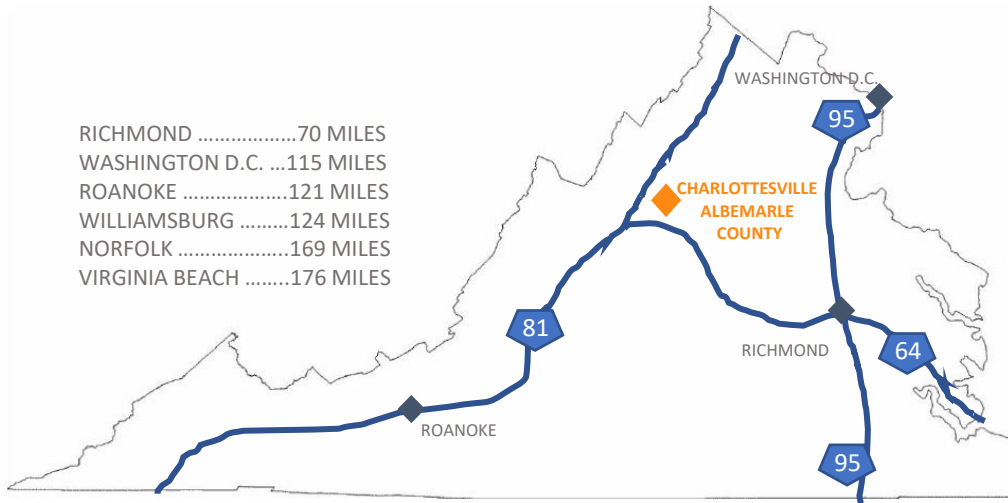 WASHINGTON D.C.
95
RICHMOND ..................70 MILES
WASHINGTON D.C. ...115 MILES
ROANOKE ..................121 MILES
WILLIAMSBURG .........124 MILES
NORFOLK ...................169 MILES
VIRGINIA BEACH ........176 MILES
CHARLOTTESVILLE
ALBEMARLE
COUNTY
81
RICHMOND
64
ROANOKE
95